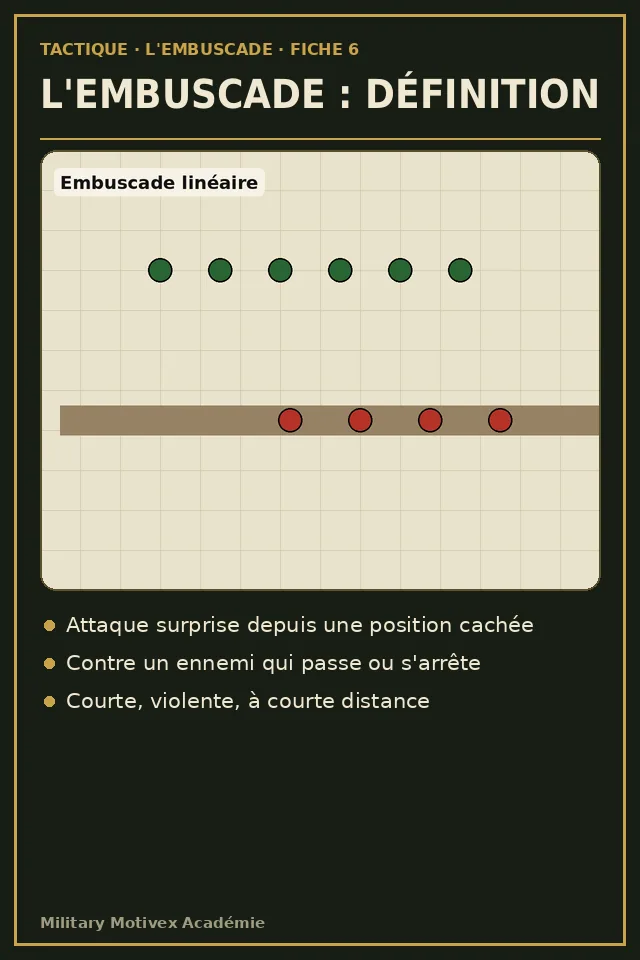 TACTIQUE · L'EMBUSCADE · FICHE 6
L'EMBUSCADE : DÉFINITION
Embuscade linéaire
Attaque surprise depuis une position cachée
Contre un ennemi qui passe ou s'arrête
Courte, violente, à courte distance
Military Motivex Académie